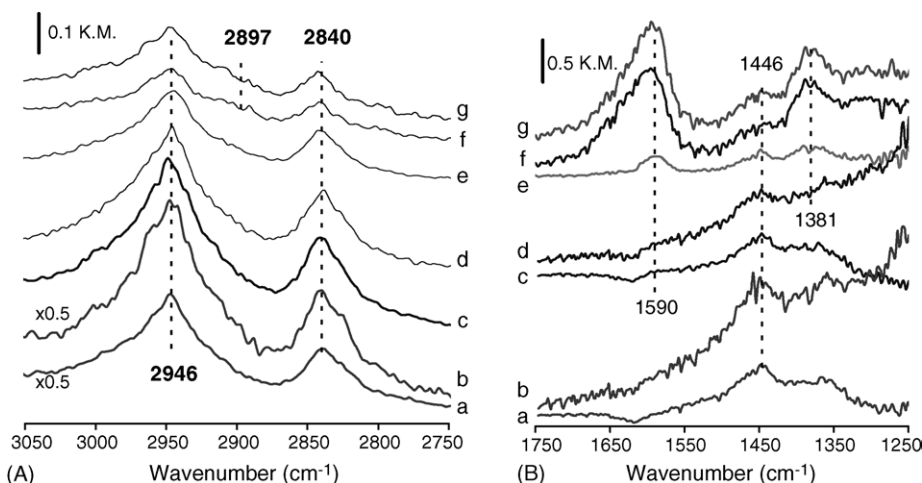 0.1 K.M.
2897
2840
g
f
e
d
c
b
a
x0.5
x0.5
2946
3050
3000
2950
2900
2850
2800
2750
(A)
Wavenumber (cm⁻¹)
0.5 K.M.
1446
g
f
e
d
c
b
a
1381
1590
1750
1650
1550
1450
1350
1250
(B)
Wavenumber (cm⁻¹)